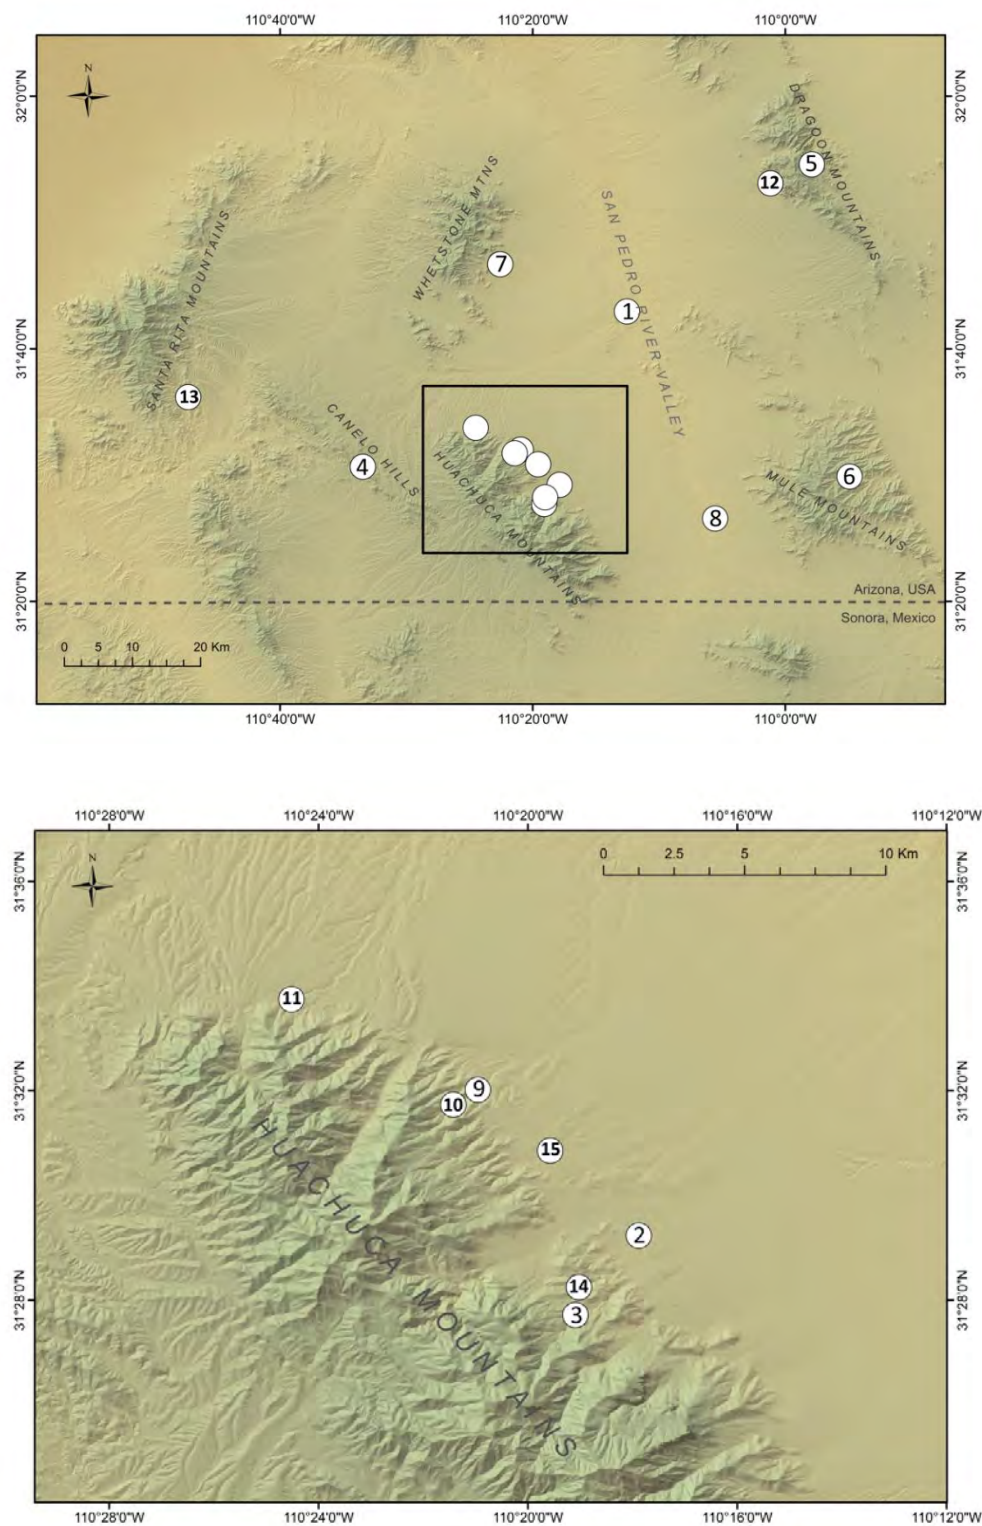 110°40'0"W 110°20'0"W 110°0'0"W
N
32°0'0"N 32°0'0"N
DRAGOON MOUNTAINS
5
12
WHETSTONE MTNS
SANTA RITA MOUNTAINS
SAN PEDRO RIVER VALLEY
7
1
31°40'0"N 31°40'0"N
13
CANELO HILLS
4
HUACHUCA MOUNTAINS
6
MULE MOUNTAINS
8
Arizona, USA
31°20'0"N 31°20'0"N
Sonora, Mexico
0 5 10 20 Km
110°40'0"W 110°20'0"W 110°0'0"W
110°28'0"W 110°24'0"W 110°20'0"W 110°16'0"W 110°12'0"W
0 2.5 5 10 Km
N
31°36'0"N 31°36'0"N
11
31°32'0"N 31°32'0"N
9
10
15
HUACHUCA MOUNTAINS
2
14
31°28'0"N 31°28'0"N
3
110°28'0"W 110°24'0"W 110°20'0"W 110°16'0"W 110°12'0"W